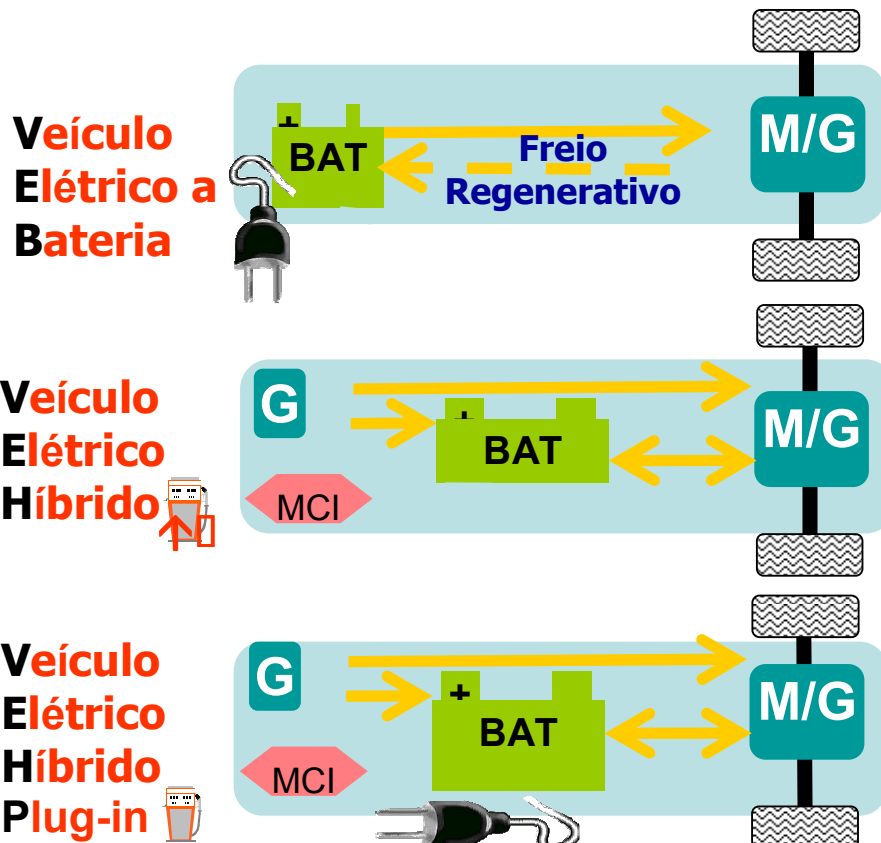 Veículo
Elétrico a
Bateria
+
BAT
Freio
Regenerativo
M/G
Veículo
Elétrico
Híbrido
G
MCI
+
BAT
M/G
Veículo
Elétrico
Híbrido
Plug-in
G
MCI
+
BAT
M/G